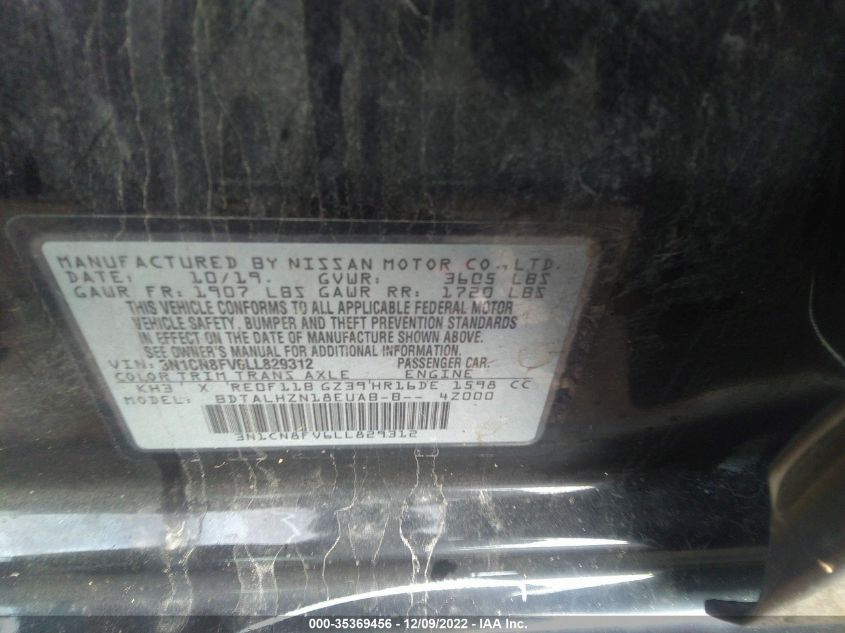 MANUFACTURED BY NISSAN MOTOR CO., LTD.
DATE: 10/19. GVWR: 3605 LBS
GAWR FR: 1907 LBS GAWR RR: 1720 LBS
THIS VEHICLE CONFORMS TO ALL APPLICABLE FEDERAL MOTOR
VEHICLE SAFETY, BUMPER AND THEFT PREVENTION STANDARDS
IN EFFECT ON THE DATE OF MANUFACTURE SHOWN ABOVE.
SEE OWNER'S MANUAL FOR ADDITIONAL INFORMATION
VIN: 3N1CN8FV6LL829312 PASSENGER CAR.
COLOR TRIM TRANS AXLE ENGINE
KH3 X RE0F11B GZ39 HR16DE 1598 CC
MODEL: BDTALHZN18EUAB-B-- 4Z000
3N1CN8FV6LL829312
000-35369456 - 12/09/2022 - IAA Inc.